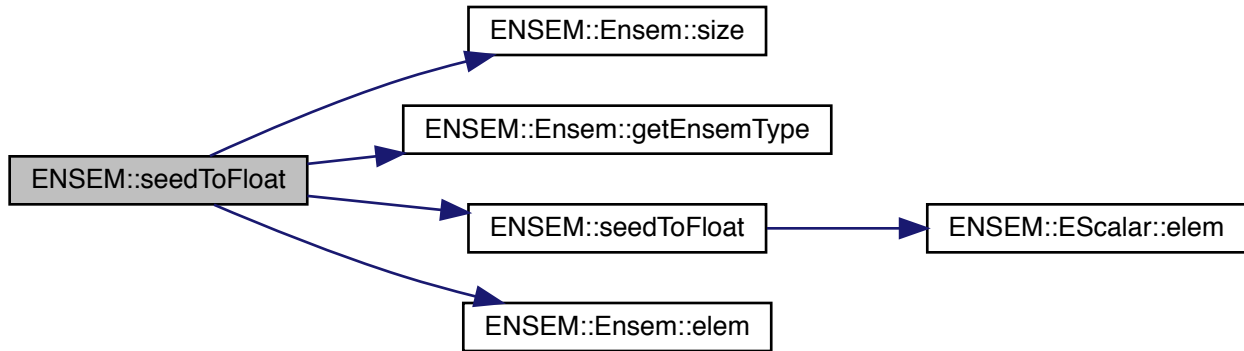 ENSEM::Ensem::size
ENSEM::Ensem::getEnsemType
ENSEM::seedToFloat
ENSEM::seedToFloat
ENSEM::EScalar::elem
ENSEM::Ensem::elem